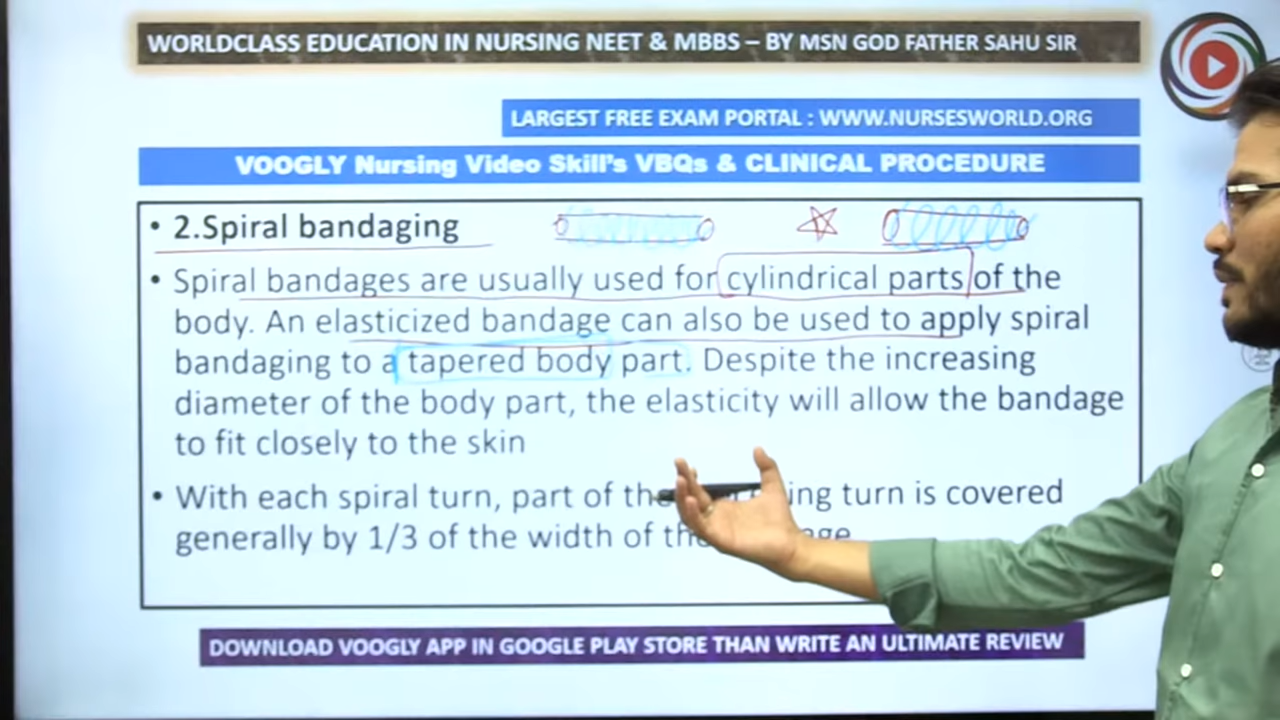 WORLDCLASS EDUCATION IN NURSING NEET & MBBS – BY MSN GOD FATHER SAHU SIR
LARGEST FREE EXAM PORTAL : WWW.NURSESWORLD.ORG
VOOGLY Nursing Video Skill's VBQs & CLINICAL PROCEDURE
• 2.Spiral bandaging
• Spiral bandages are usually used for cylindrical parts of the
body. An elasticized bandage can also be used to apply spiral
bandaging to a tapered body part. Despite the increasing
diameter of the body part, the elasticity will allow the bandage
to fit closely to the skin
• With each spiral turn, part of the turn is covered
generally by 1/3 of the width of
DOWNLOAD VOOGLY APP IN GOOGLE PLAY STORE THAN WRITE AN ULTIMATE REVIEW